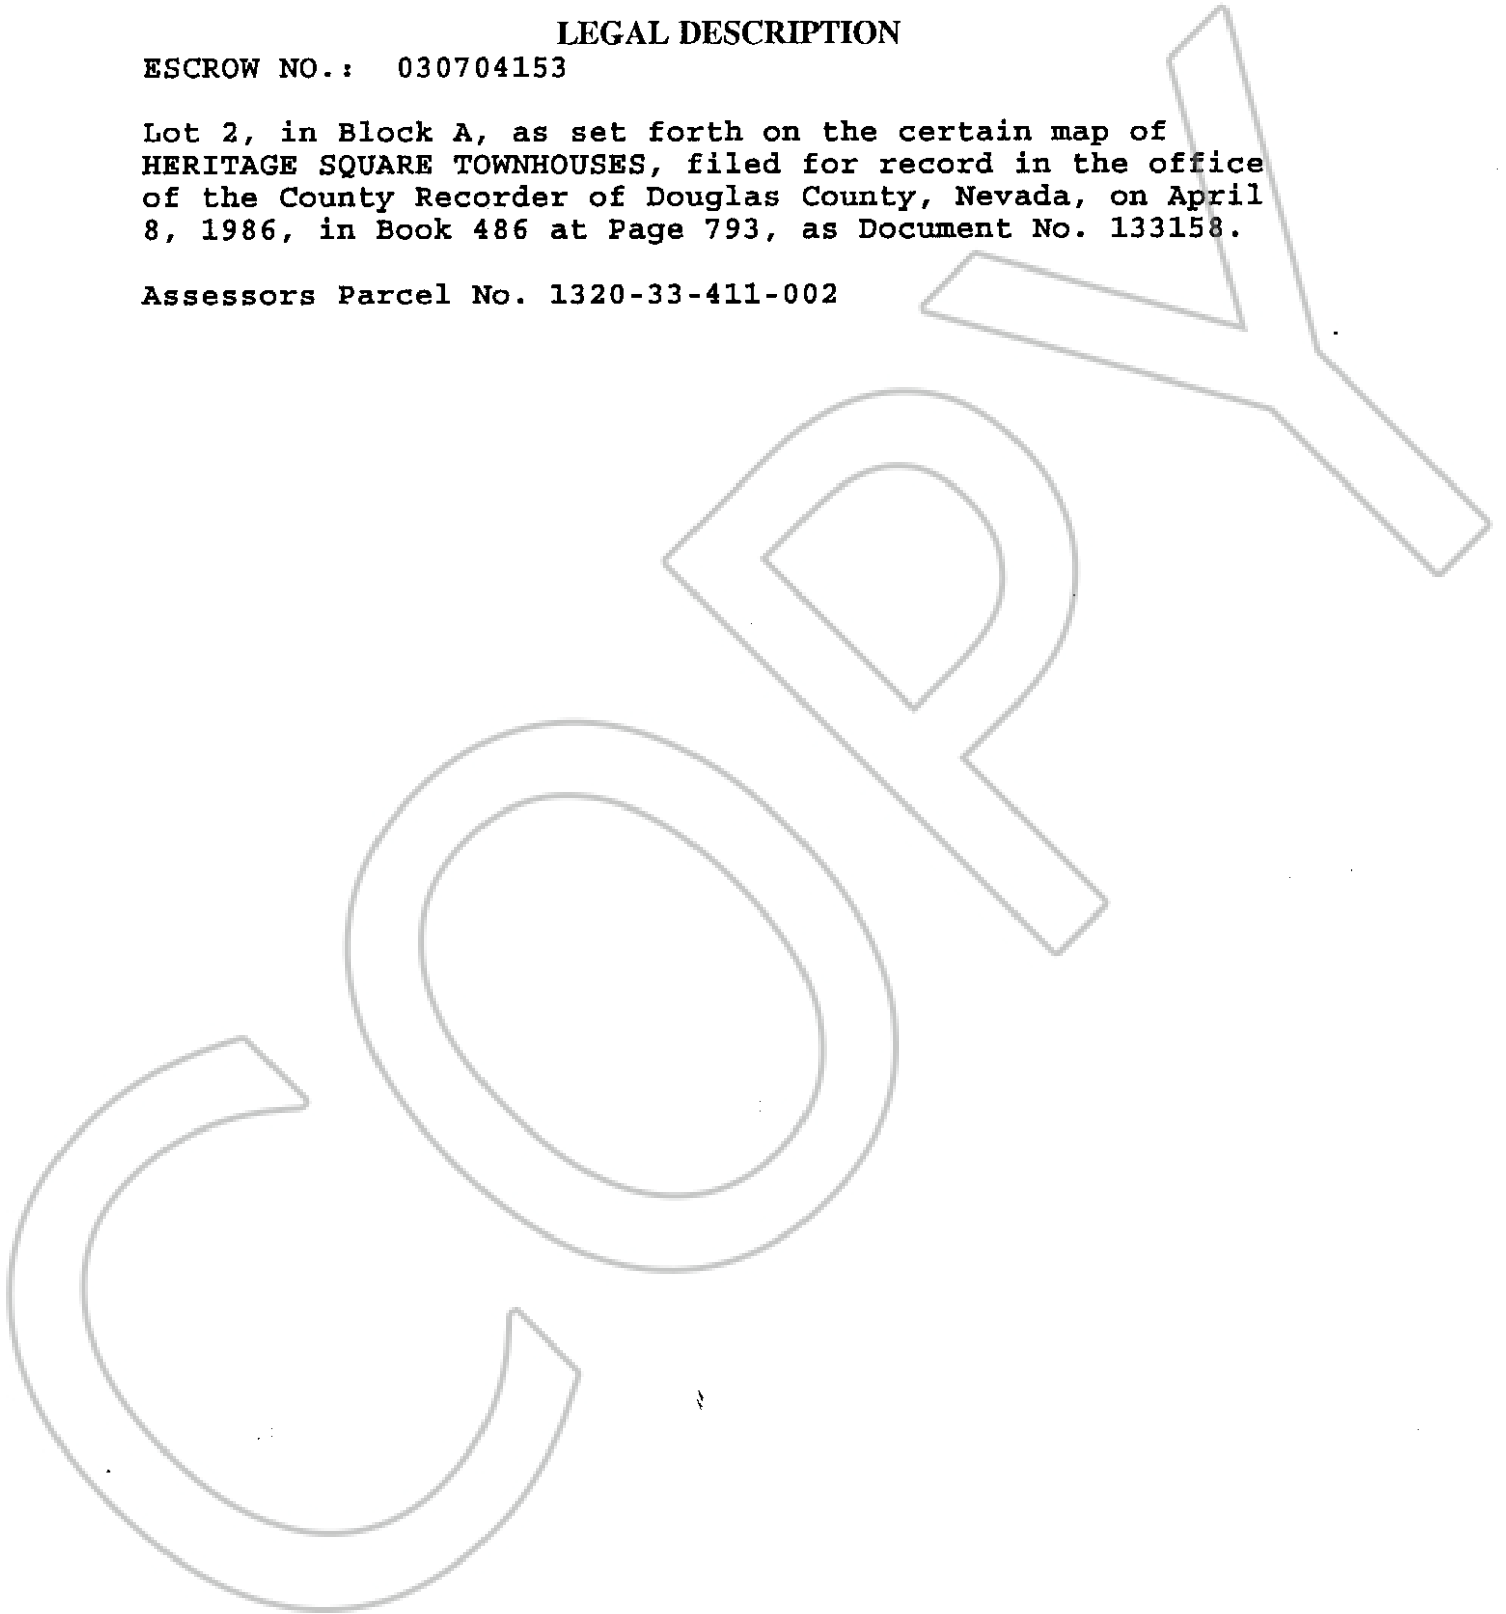 LEGAL DESCRIPTION
ESCROW NO.: 030704153
Lot 2, in Block A, as set forth on the certain map of
HERITAGE SQUARE TOWNHOUSES, filed for record in the office
of the County Recorder of Douglas County, Nevada, on April
8, 1986, in Book 486 at Page 793, as Document No. 133158.
Assessors Parcel No. 1320-33-411-002
COPY